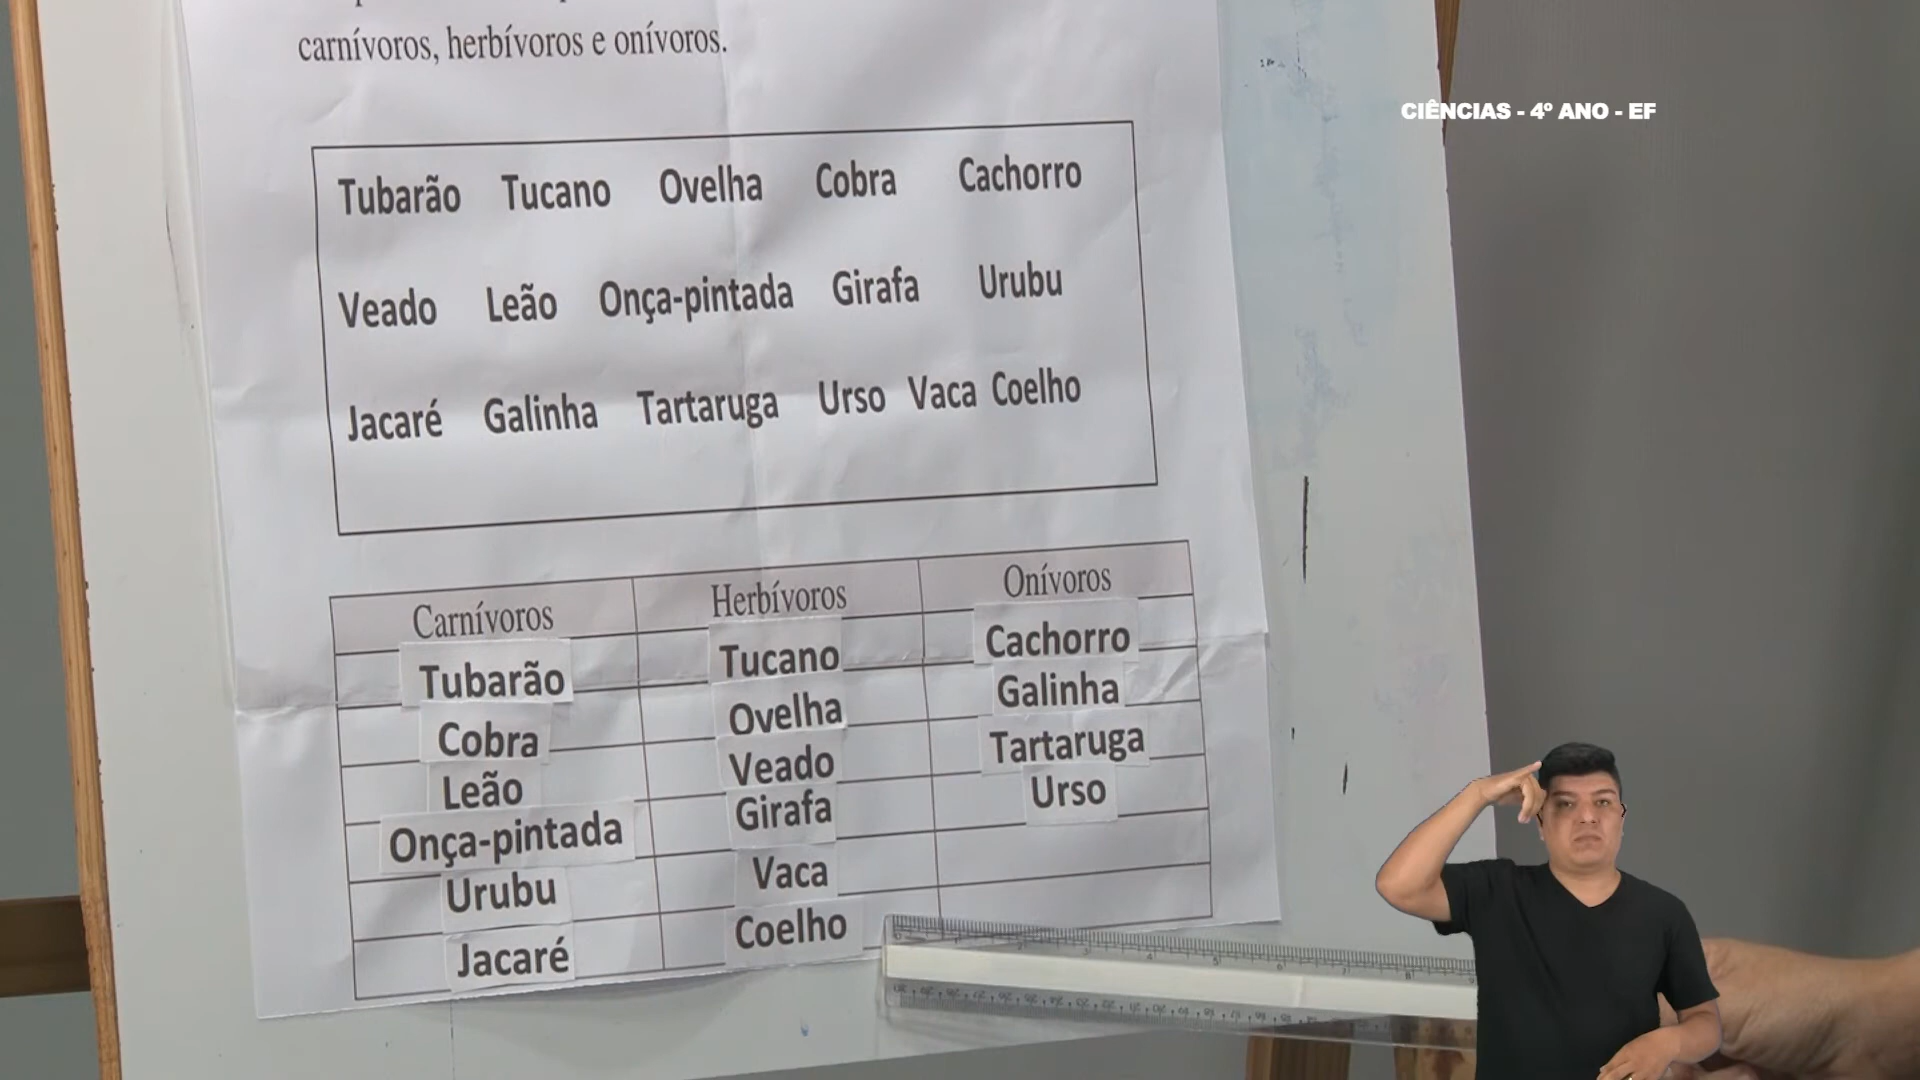 carnívoros, herbívoros e onívoros.
CIÊNCIAS - 4º ANO - EF
Tubarão Tucano Ovelha Cobra Cachorro
Veado Leão Onça-pintada Girafa Urubu
Jacaré Galinha Tartaruga Urso Vaca Coelho
Carnívoros Herbívoros Onívoros
Tubarão Tucano Cachorro
Cobra Ovelha Galinha
Leão Veado Tartaruga
Onça-pintada Girafa Urso
Urubu Vaca
Jacaré Coelho